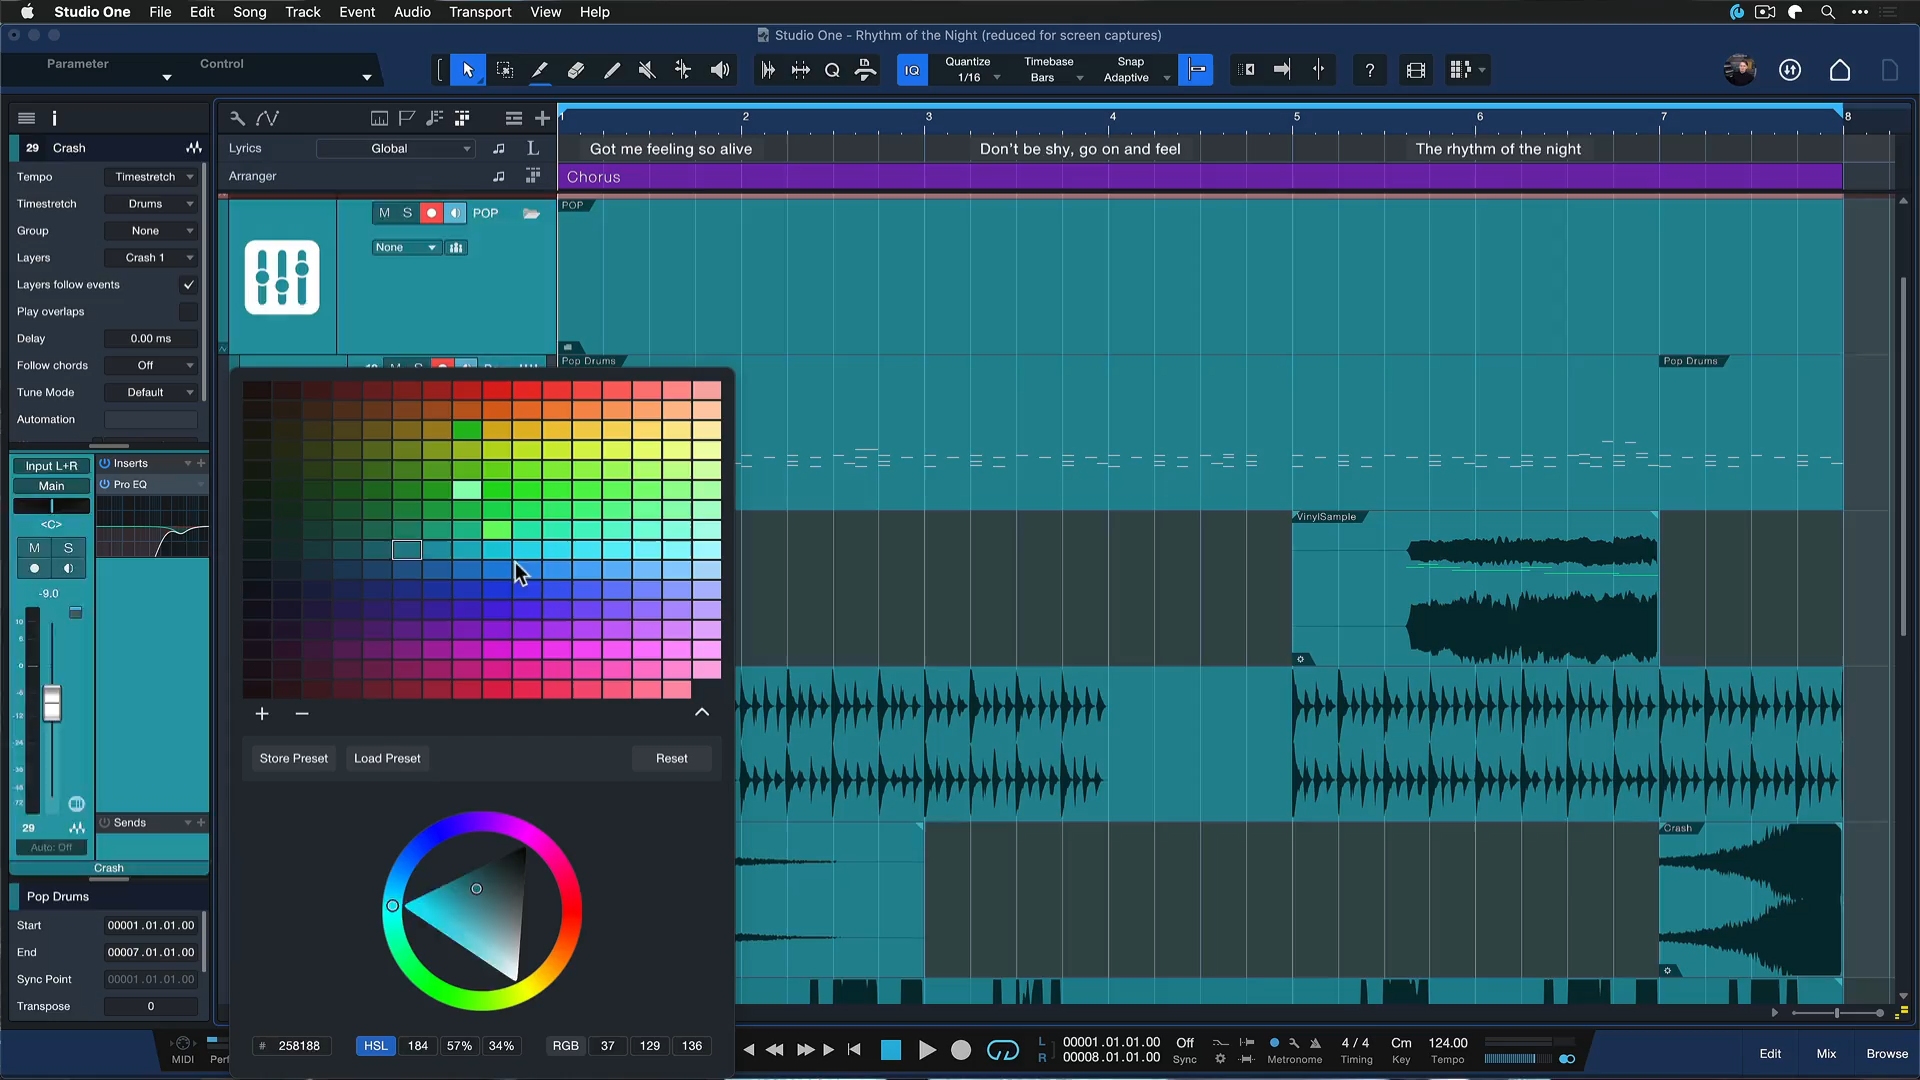 Studio One File Edit Song Track Event Audio Transport View Help
Studio One - Rhythm of the Night (reduced for screen captures)
Parameter Control
IQ Quantize 1/16 Timebase Bars Snap Adaptive ?
29 Crash
Tempo Timestretch
Timestretch Drums
Group None
Layers Crash 1
Layers follow events
Play overlaps
Delay 0.00 ms
Follow chords Off
Tune Mode Default
Automation
Lyrics Global L
Arranger
1 2 3 4 5 6 7 8
Got me feeling so alive Don't be shy, go on and feel The rhythm of the night
Chorus
M S POP
None
POP
Pop Drums Pop Drums
VinylSample
Crash
Input L+R
Main
<C>
M S
-9.0
29
Auto: Off
Crash
Inserts
Pro EQ
Sends
Pop Drums
Start 00001.01.01.00
End 00007.01.01.00
Sync Point 00001.01.01.00
Transpose 0
+ −
Store Preset Load Preset Reset
# 258188 HSL 184 57% 34% RGB 37 129 136
MIDI
L 00001.01.01.00
R 00008.01.01.00
Off Sync
Metronome
4 / 4 Timing
Cm Key
124.00 Tempo
Edit Mix Browse